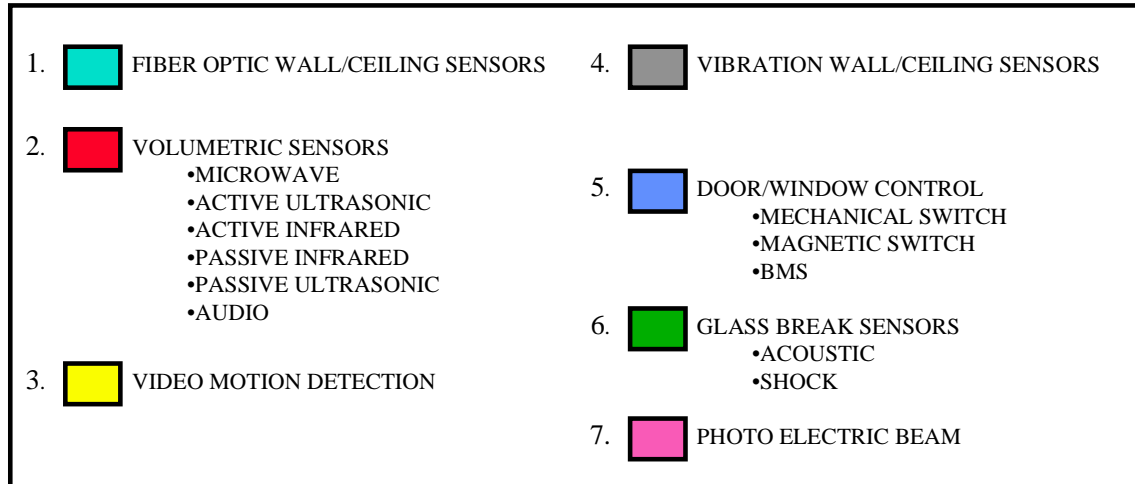 1. FIBER OPTIC WALL/CEILING SENSORS
2. VOLUMETRIC SENSORS
•MICROWAVE
•ACTIVE ULTRASONIC
•ACTIVE INFRARED
•PASSIVE INFRARED
•PASSIVE ULTRASONIC
•AUDIO
3. VIDEO MOTION DETECTION
4. VIBRATION WALL/CEILING SENSORS
5. DOOR/WINDOW CONTROL
•MECHANICAL SWITCH
•MAGNETIC SWITCH
•BMS
6. GLASS BREAK SENSORS
•ACOUSTIC
•SHOCK
7. PHOTO ELECTRIC BEAM